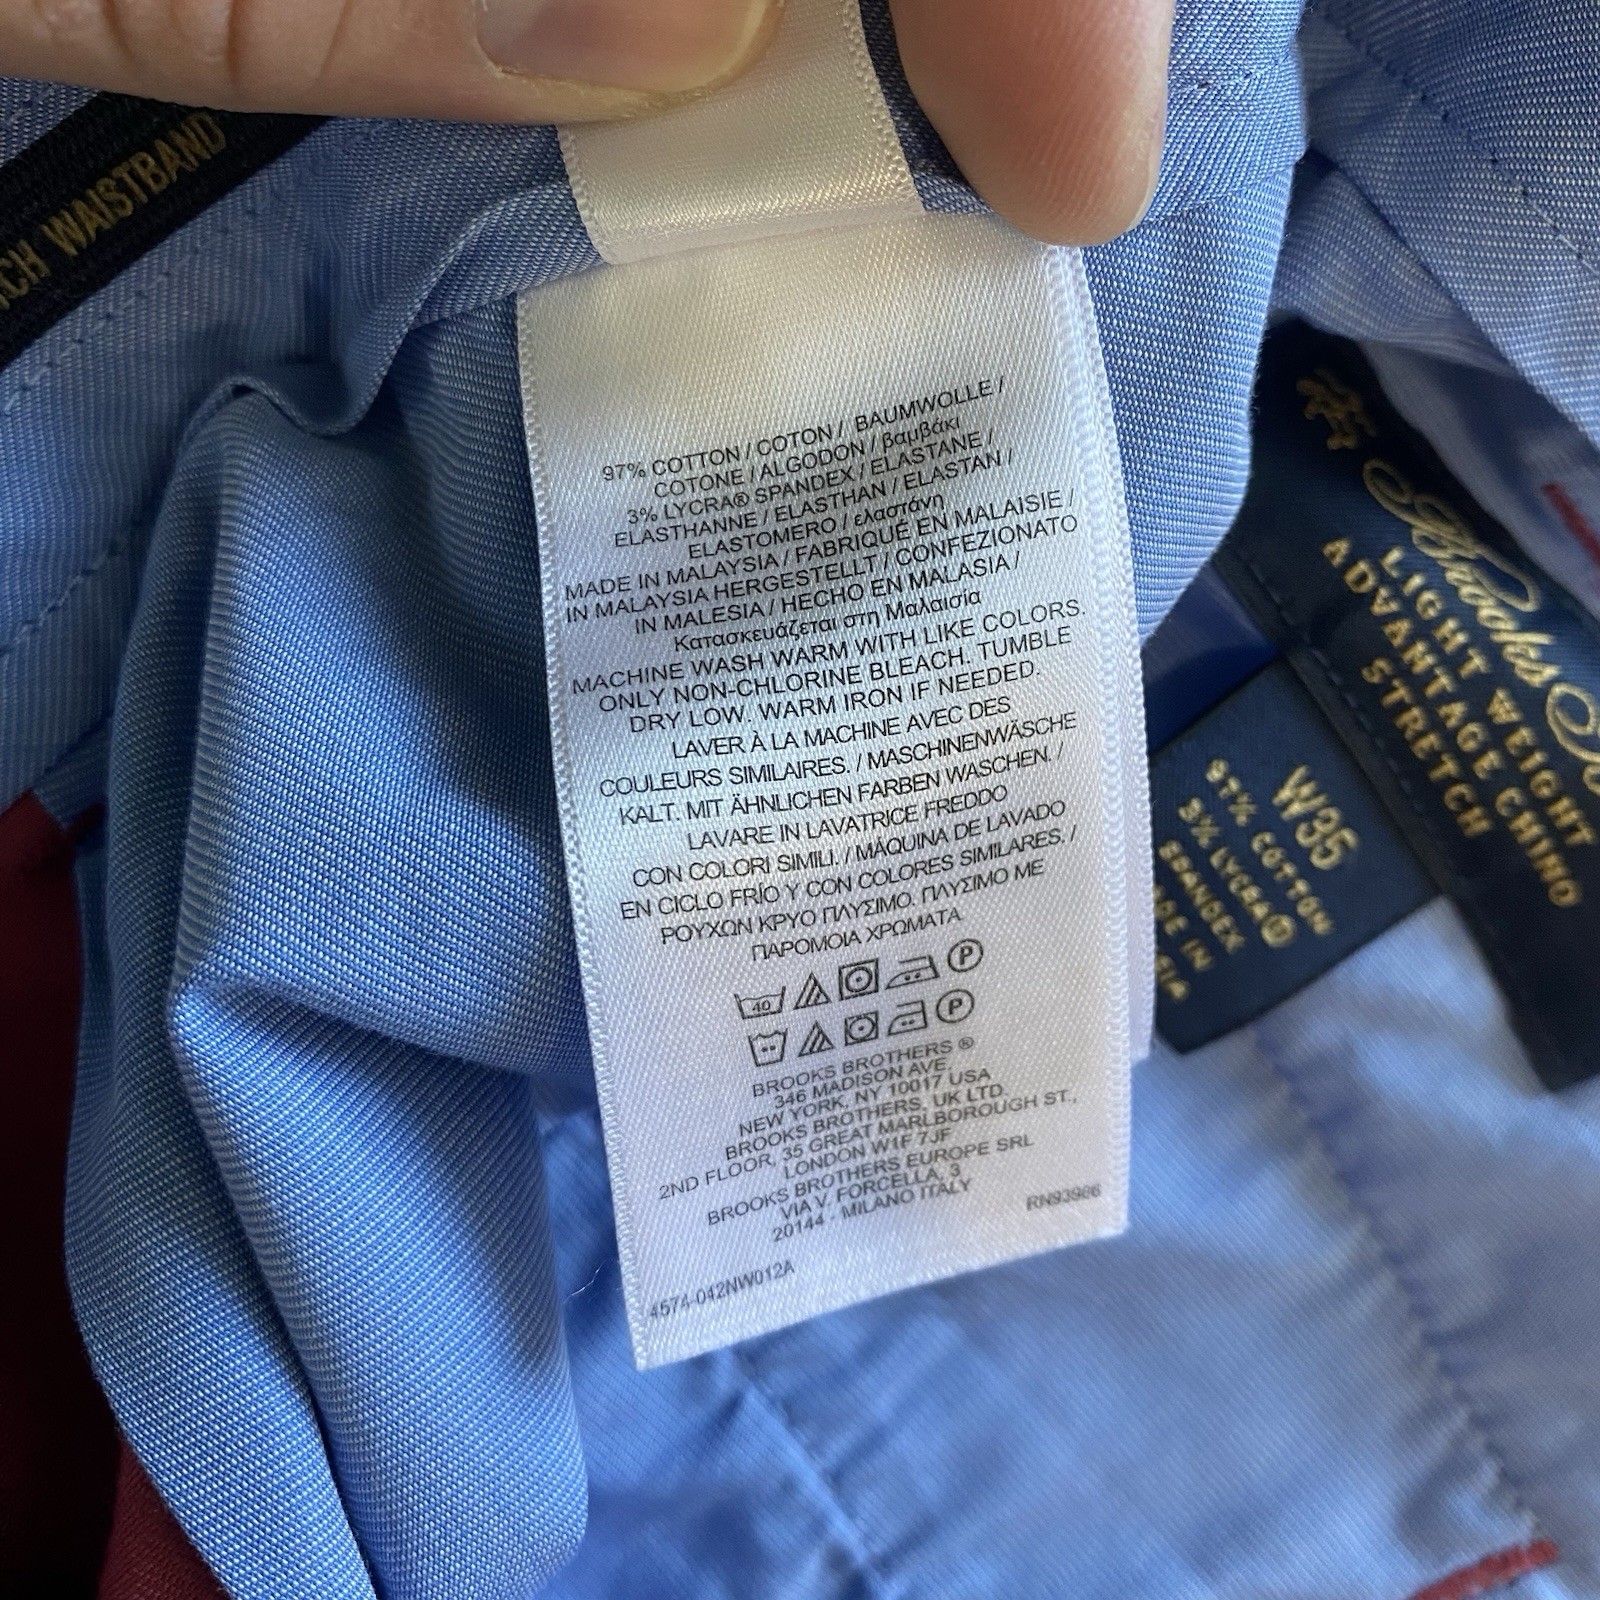 WAISTBAND
97% COTTON / COTON / BAUMWOLLE /
COTONE / ALGODON / βαμβάκι
3% LYCRA® SPANDEX / ELASTANE /
ELASTHANNE / ELASTHAN / ELASTAN /
ELASTOMERO / ελαστάνη
MADE IN MALAYSIA / FABRIQUÉ EN MALAISIE /
IN MALAYSIA HERGESTELLT / CONFEZIONATO
IN MALESIA / HECHO EN MALASIA /
Κατασκευάζεται στη Μαλαισία
MACHINE WASH WARM WITH LIKE COLORS.
ONLY NON-CHLORINE BLEACH. TUMBLE
DRY LOW. WARM IRON IF NEEDED.
LAVER À LA MACHINE AVEC DES
COULEURS SIMILAIRES. / MASCHINENWÄSCHE
KALT. MIT ÄHNLICHEN FARBEN WASCHEN. /
LAVARE IN LAVATRICE FREDDO
CON COLORI SIMILI. / MÁQUINA DE LAVADO
EN CICLO FRÍO Y CON COLORES SIMILARES. /
ΡΟΥΧΩΝ ΚΡΥΟ ΠΛΥΣΙΜΟ. ΠΛΥΣΙΜΟ ΜΕ
ΠΑΡΟΜΟΙΑ ΧΡΩΜΑΤΑ.
40 P
P
BROOKS BROTHERS ®
346 MADISON AVE.
NEW YORK, NY 10017 USA
BROOKS BROTHERS, UK LTD.
2ND FLOOR, 35 GREAT MARLBOROUGH ST.,
LONDON W1F 7JF
BROOKS BROTHERS EUROPE SRL
VIA V. FORCELLA, 3
20144 - MILANO ITALY
RN93986
4574-042NW012A
Brooks
LIGHT WEIGHT
ADVANTAGE CHINO
STRETCH
W35
97% COTTON
3% LYCRA®
SPANDEX
IN